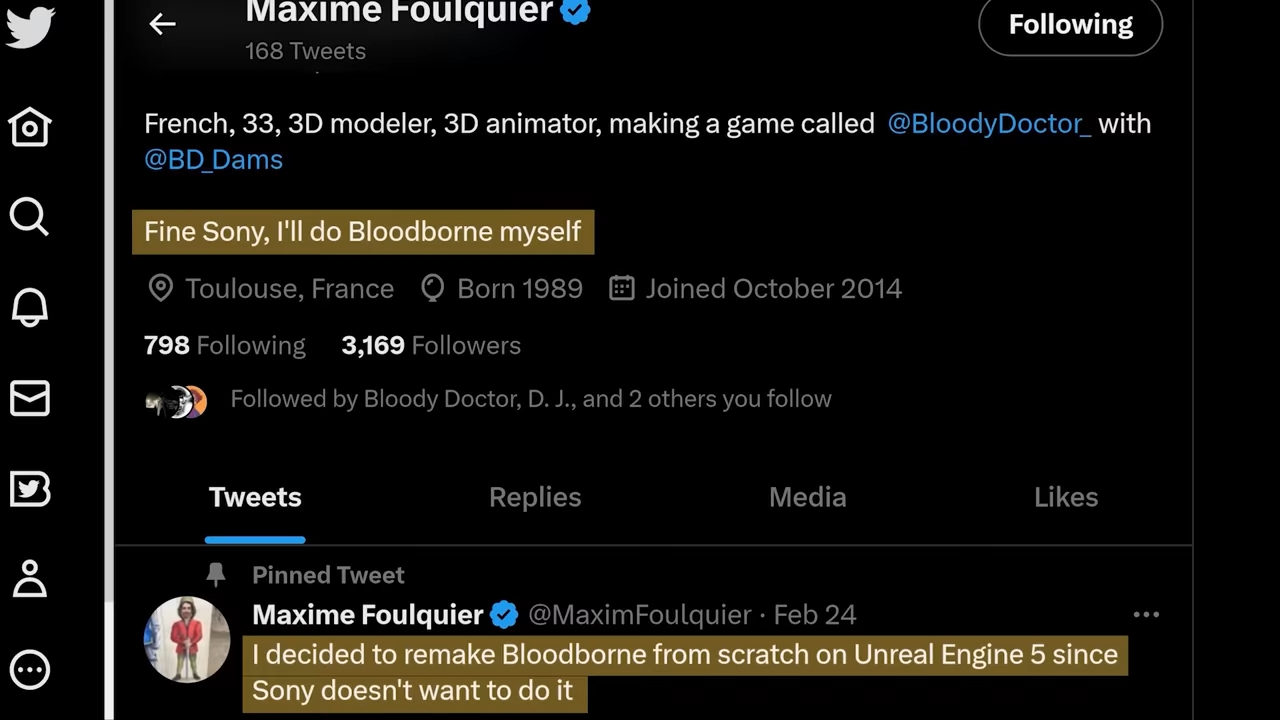 Maxime Foulquier
168 Tweets
Following
French, 33, 3D modeler, 3D animator, making a game called @BloodyDoctor_ with
@BD_Dams
Fine Sony, I'll do Bloodborne myself
Toulouse, France Born 1989 Joined October 2014
798 Following 3,169 Followers
Followed by Bloody Doctor, D. J., and 2 others you follow
Tweets Replies Media Likes
Pinned Tweet
Maxime Foulquier @MaximFoulquier · Feb 24
I decided to remake Bloodborne from scratch on Unreal Engine 5 since
Sony doesn't want to do it